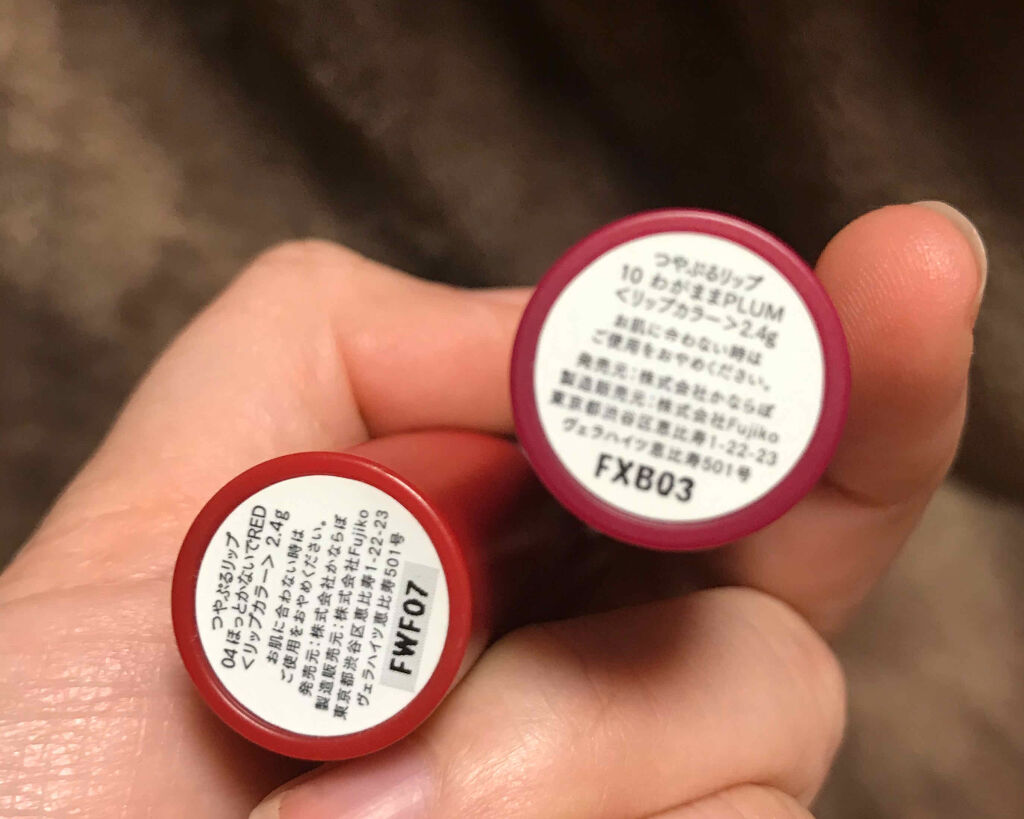 つやぷるリップ
04 ほっとかないでRED
<リップカラー> 2.4g
お肌に合わない時は
ご使用をおやめください。
発売元:株式会社かならぼ
製造販売元:株式会社Fujiko
東京都渋谷区恵比寿1-22-23
ヴェラハイツ恵比寿501号
FWF07
つやぷるリップ
10 わがままPLUM
<リップカラー>2.4g
お肌に合わない時は
ご使用をおやめください。
発売元:株式会社かならぼ
製造販売元:株式会社Fujiko
東京都渋谷区恵比寿1-22-23
ヴェラハイツ恵比寿501号
FXB03